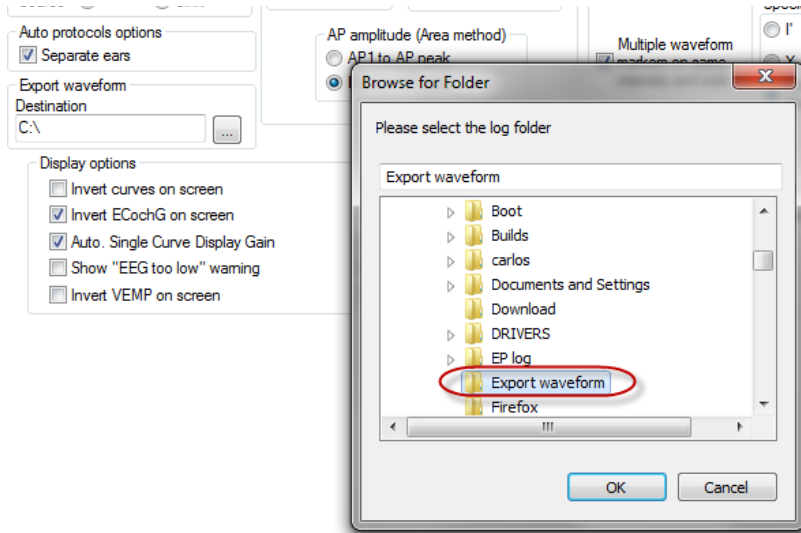 Auto protocols options
Separate ears
Export waveform
Destination
C:\
...
Display options
Invert curves on screen
Invert ECochG on screen
Auto. Single Curve Display Gain
Show "EEG too low" warning
Invert VEMP on screen
AP amplitude (Area method)
AP1 to AP peak
Multiple waveform
Browse for Folder
Please select the log folder
Export waveform
Boot
Builds
carlos
Documents and Settings
Download
DRIVERS
EP log
Export waveform
Firefox
OK
Cancel